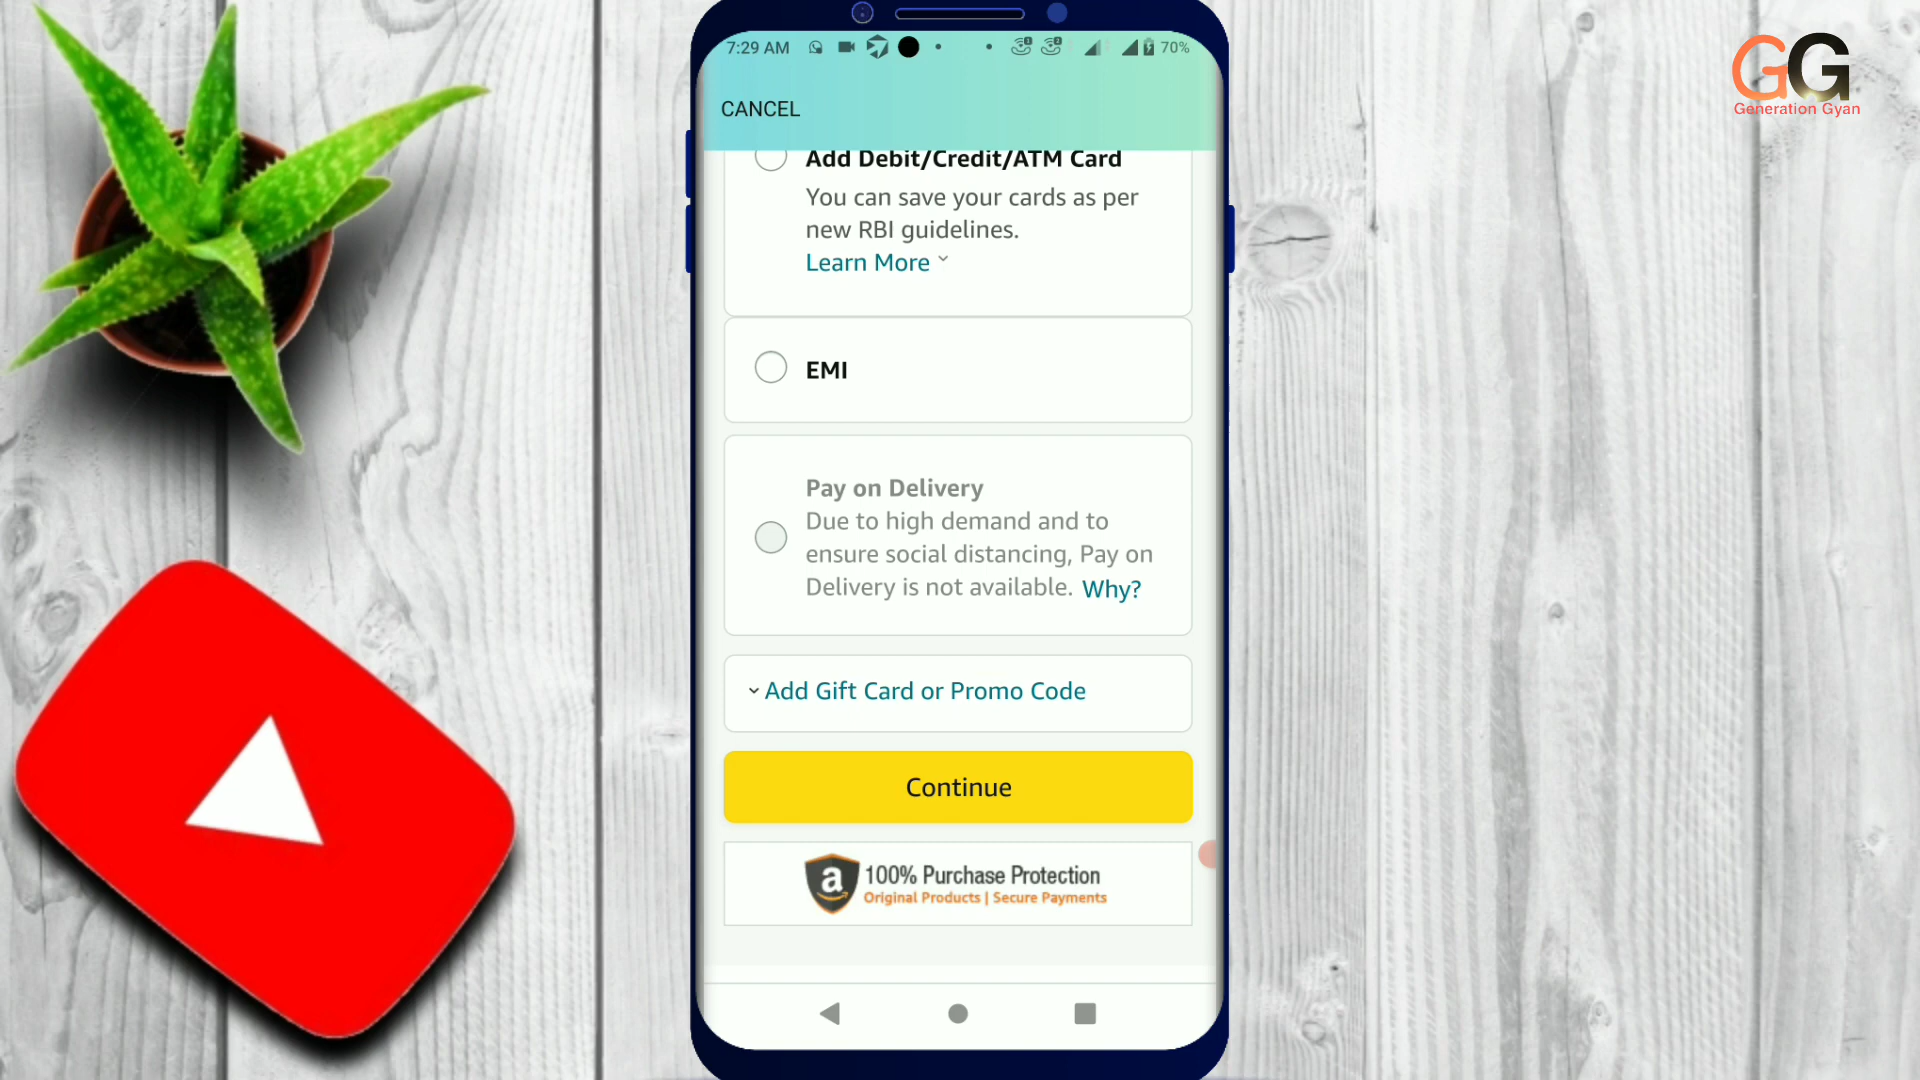 7:29 AM
70%
GG
Generation Gyan
CANCEL
Add Debit/Credit/ATM Card
You can save your cards as per
new RBI guidelines.
Learn More
EMI
Pay on Delivery
Due to high demand and to
ensure social distancing, Pay on
Delivery is not available. Why?
Add Gift Card or Promo Code
Continue
a
100% Purchase Protection
Original Products | Secure Payments